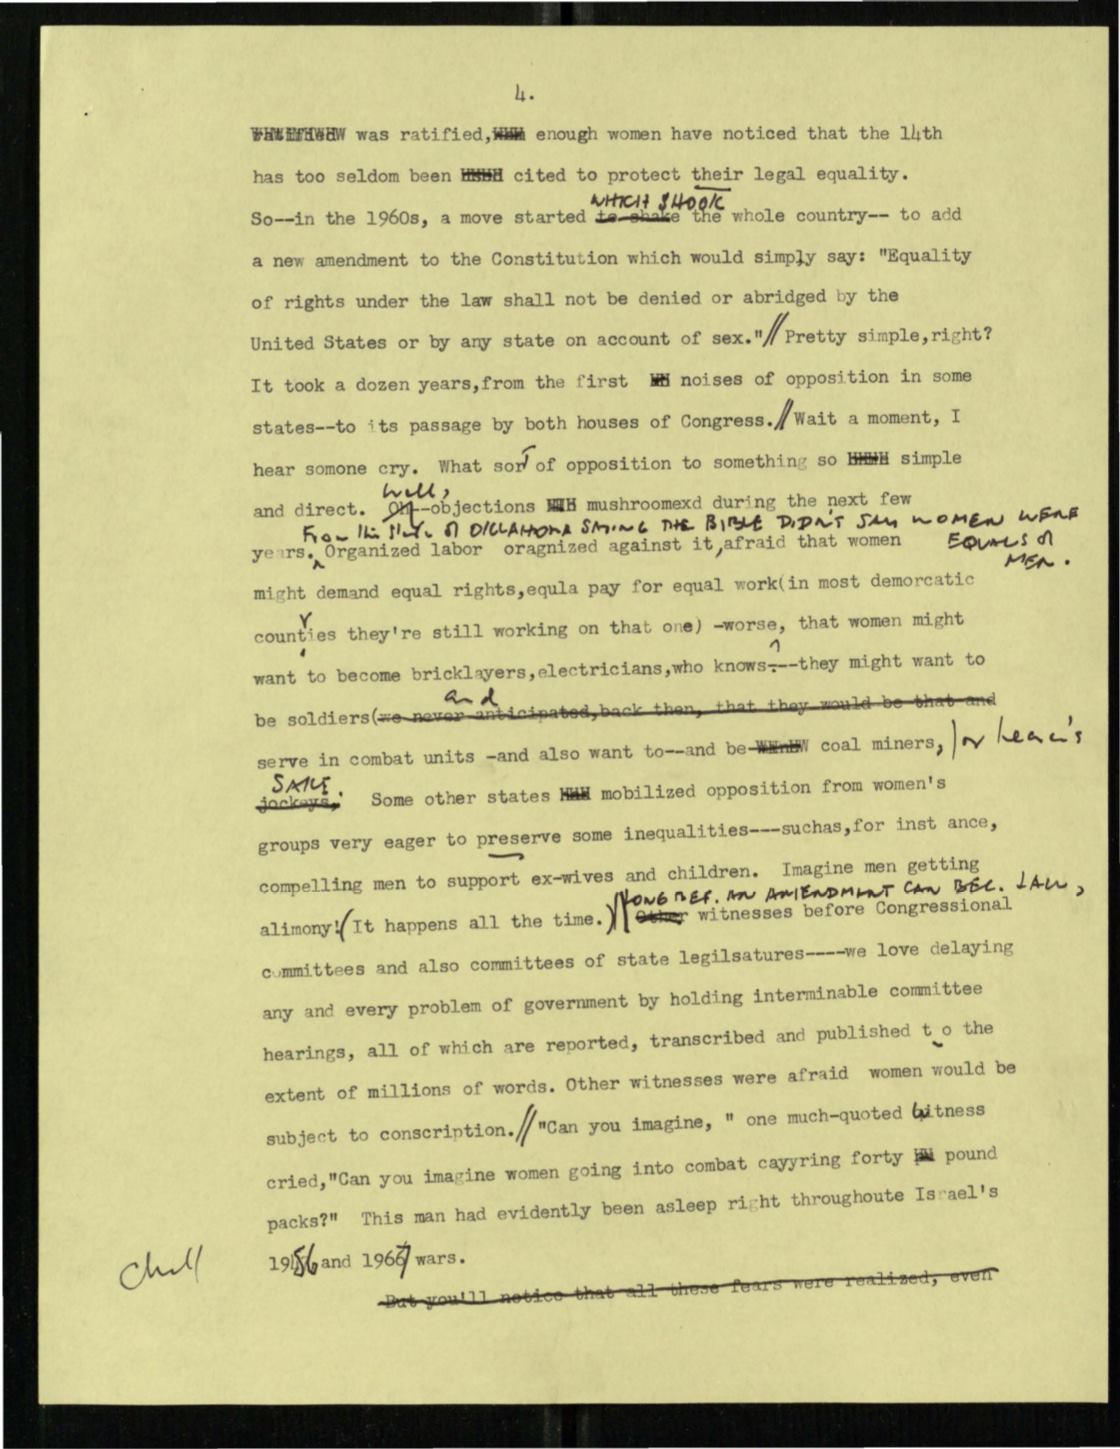 4.
was ratified, enough women have noticed that the 14th
has too seldom been cited to protect their legal equality.
WHICH SHOOK
So--in the 1960s, a move started to shake the whole country-- to add
a new amendment to the Constitution which would simply say: "Equality
of rights under the law shall not be denied or abridged by the
United States or by any state on account of sex."// Pretty simple,right?
It took a dozen years,from the first noises of opposition in some
states--to its passage by both houses of Congress.// Wait a moment, I
hear somone cry. What sort of opposition to something so simple
well,
and direct. Oh--objections mushroomexd during the next few
From the State of OKLAHOMA SAYING THE BIBLE DIDN'T SAY WOMEN WERE
years. Organized labor oragnized against it,afraid that women
EQUALS of
MEN.
might demand equal rights,equla pay for equal work(in most demorcatic
counties they're still working on that one) -worse, that women might
want to become bricklayers,electricians,who knows---they might want to
and
be soldiers(we never anticipated,back then, that they would be that and
serve in combat units -and also want to--and be coal miners, for heaven's
SAKE.
jockeys, Some other states mobilized opposition from women's
groups very eager to preserve some inequalities---suchas,for inst ance,
compelling men to support ex-wives and children. Imagine men getting
LONG BEF. AN AMENDMENT CAN BEC. LAW,
alimony!(It happens all the time.)// Other witnesses before Congressional
committees and also committees of state legilsatures----we love delaying
any and every problem of government by holding interminable committee
hearings, all of which are reported, transcribed and published t o the
extent of millions of words. Other witnesses were afraid women would be
subject to conscription.// "Can you imagine, " one much-quoted witness
cried,"Can you imagine women going into combat cayyring forty pound
packs?" This man had evidently been asleep right throughoute Israel's
1956 and 1967 wars.
But you'll notice that all these fears were realized, even